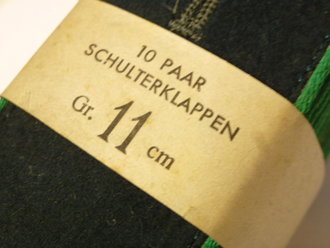 10 PAAR
SCHULTERKLAPPEN
Gr. 11 cm